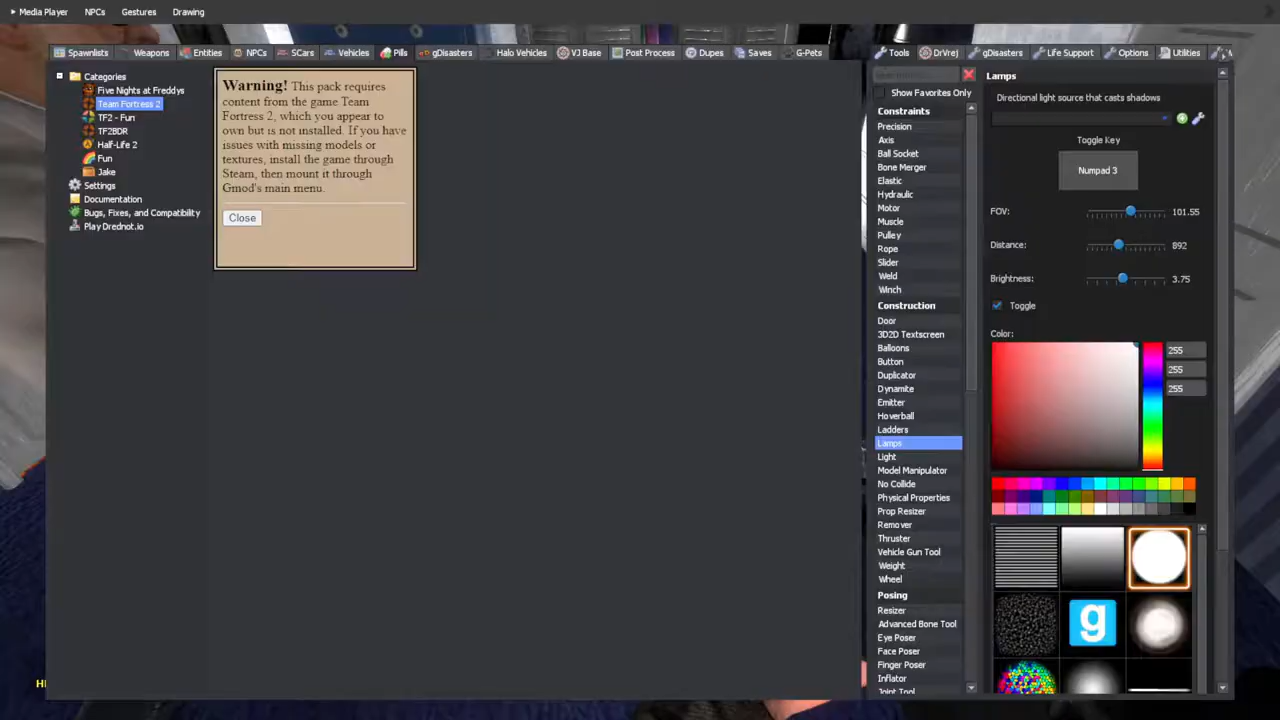 Media Player NPCs Gestures Drawing
Spawnlists Weapons Entities NPCs SCars Vehicles Pills gDisasters Halo Vehicles VJ Base Post Process Dupes Saves G-Pets
Tools DrVrej gDisasters Life Support Options Utilities
Categories
Five Nights at Freddys
Team Fortress 2
TF2 - Fun
TF2BDR
Half-Life 2
Fun
Jake
Settings
Documentation
Bugs, Fixes, and Compatibility
Play Drednot.io
Warning! This pack requires
content from the game Team
Fortress 2, which you appear to
own but is not installed. If you have
issues with missing models or
textures, install the game through
Steam, then mount it through
Gmod's main menu.
Close
Show Favorites Only
Constraints
Precision
Axis
Ball Socket
Bone Merger
Elastic
Hydraulic
Motor
Muscle
Pulley
Rope
Slider
Weld
Winch
Construction
Door
3D2D Textscreen
Balloons
Button
Duplicator
Dynamite
Emitter
Hoverball
Ladders
Lamps
Light
Model Manipulator
No Collide
Physical Properties
Prop Resizer
Remover
Thruster
Vehicle Gun Tool
Weight
Wheel
Posing
Resizer
Advanced Bone Tool
Eye Poser
Face Poser
Finger Poser
Inflator
Joint Tool
Lamps
Directional light source that casts shadows
Toggle Key
Numpad 3
FOV: 101.55
Distance: 892
Brightness: 3.75
Toggle
Color:
255
255
255
g